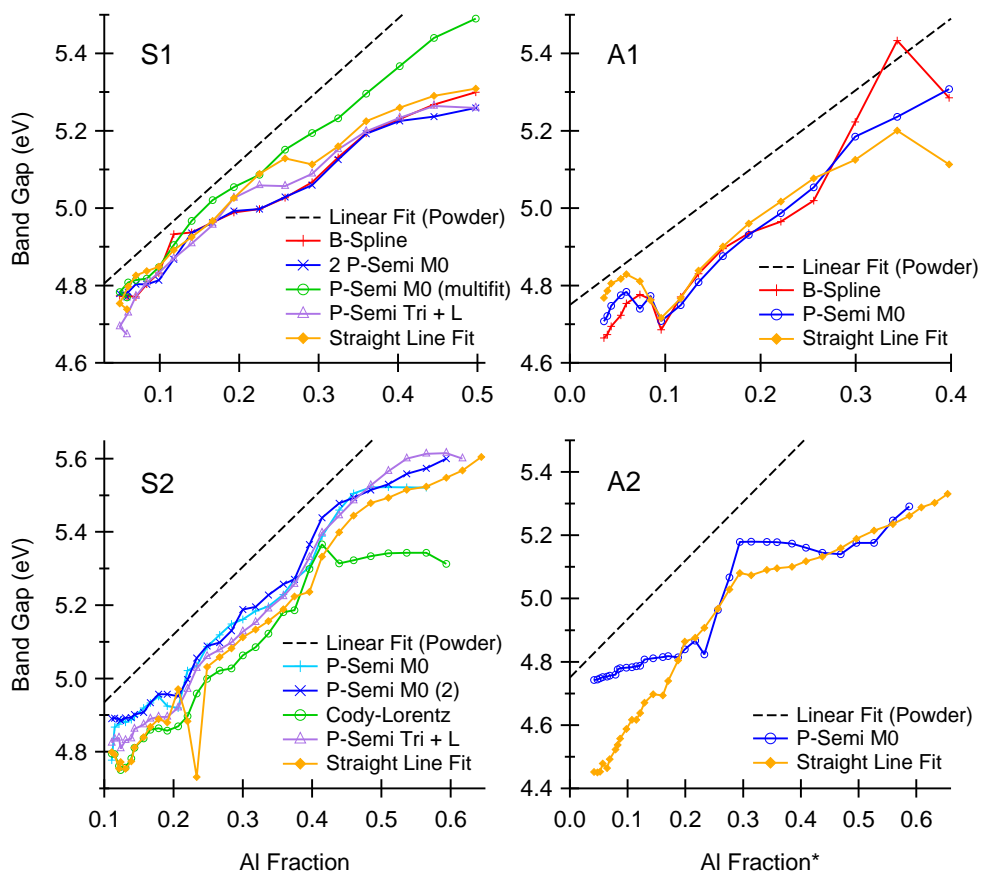 S1
Band Gap (eV)
5.4
5.2
5.0
4.8
4.6
0.1
0.2
0.3
0.4
0.5
Linear Fit (Powder)
B-Spline
2 P-Semi M0
P-Semi M0 (multifit)
P-Semi Tri + L
Straight Line Fit
A1
5.4
5.2
5.0
4.8
4.6
0.0
0.1
0.2
0.3
0.4
Linear Fit (Powder)
B-Spline
P-Semi M0
Straight Line Fit
S2
Band Gap (eV)
5.6
5.4
5.2
5.0
4.8
0.1
0.2
0.3
0.4
0.5
0.6
Linear Fit (Powder)
P-Semi M0
P-Semi M0 (2)
Cody-Lorentz
P-Semi Tri + L
Straight Line Fit
Al Fraction
A2
5.4
5.2
5.0
4.8
4.6
4.4
0.0
0.1
0.2
0.3
0.4
0.5
0.6
Linear Fit (Powder)
P-Semi M0
Straight Line Fit
Al Fraction*